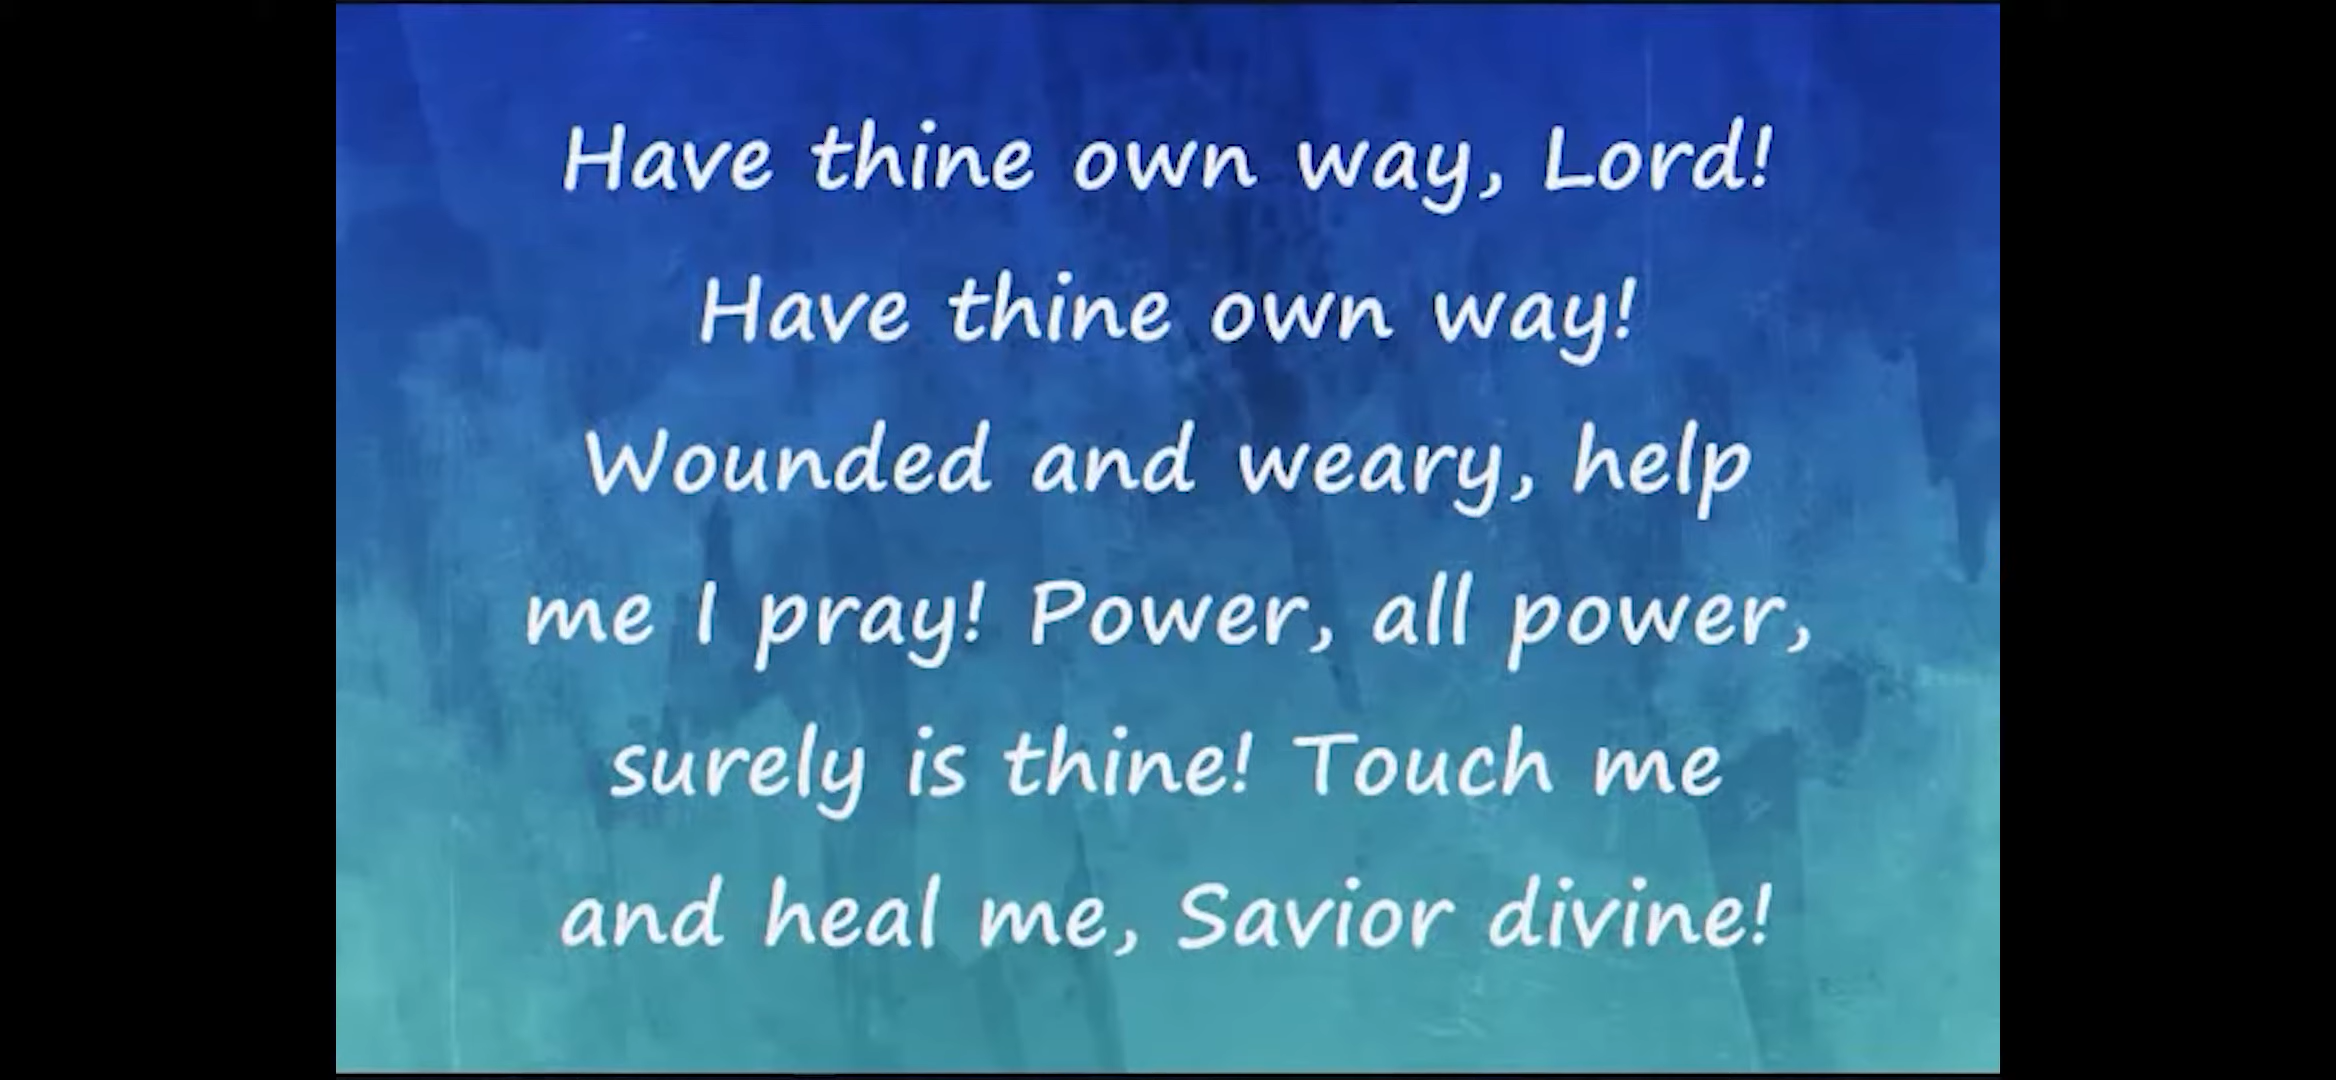 Have thine own way, Lord!
Have thine own way!
Wounded and weary, help
me I pray! Power, all power,
surely is thine! Touch me
and heal me, Savior divine!